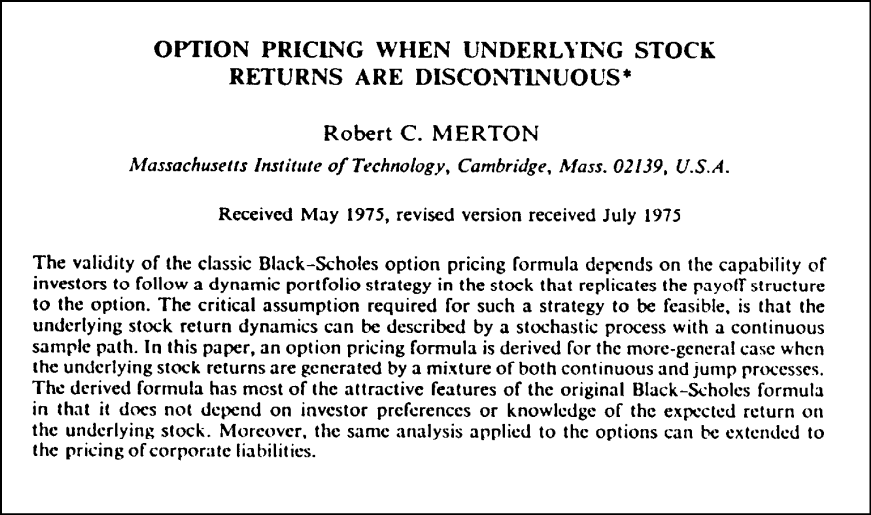 OPTION PRICING WHEN UNDERLYING STOCK
RETURNS ARE DISCONTINUOUS*
Robert C. MERTON
Massachusetts Institute of Technology, Cambridge, Mass. 02139, U.S.A.
Received May 1975, revised version received July 1975
The validity of the classic Black–Scholes option pricing formula depends on the capability of
investors to follow a dynamic portfolio strategy in the stock that replicates the payoff structure
to the option. The critical assumption required for such a strategy to be feasible, is that the
underlying stock return dynamics can be described by a stochastic process with a continuous
sample path. In this paper, an option pricing formula is derived for the more-general case when
the underlying stock returns are generated by a mixture of both continuous and jump processes.
The derived formula has most of the attractive features of the original Black–Scholes formula
in that it does not depend on investor preferences or knowledge of the expected return on
the underlying stock. Moreover, the same analysis applied to the options can be extended to
the pricing of corporate liabilities.